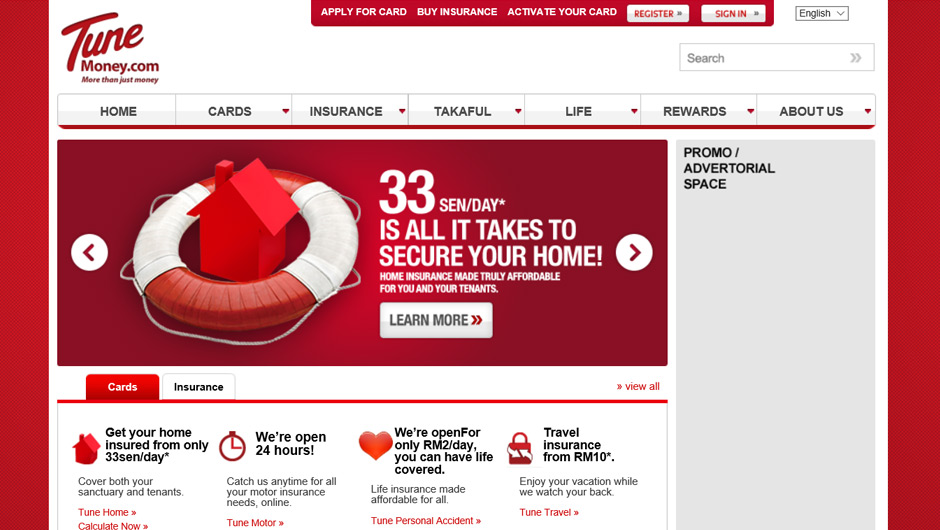 APPLY FOR CARD BUY INSURANCE ACTIVATE YOUR CARD REGISTER » SIGN IN » English
Tune
Money.com
More than just money
Search »
HOME CARDS INSURANCE TAKAFUL LIFE REWARDS ABOUT US
PROMO /
ADVERTORIAL
SPACE
33 SEN/DAY*
IS ALL IT TAKES TO
SECURE YOUR HOME!
HOME INSURANCE MADE TRULY AFFORDABLE
FOR YOU AND YOUR TENANTS.
LEARN MORE »
Cards Insurance » view all
Get your home
insured from only
33sen/day*
Cover both your
sanctuary and tenants.
Tune Home »
Calculate Now »
We're open
24 hours!
Catch us anytime for all
your motor insurance
needs, online.
Tune Motor »
We're openFor
only RM2/day,
you can have life
covered.
Life insurance made
affordable for all.
Tune Personal Accident »
Travel
insurance
from RM10*.
Enjoy your vacation while
we watch your back.
Tune Travel »